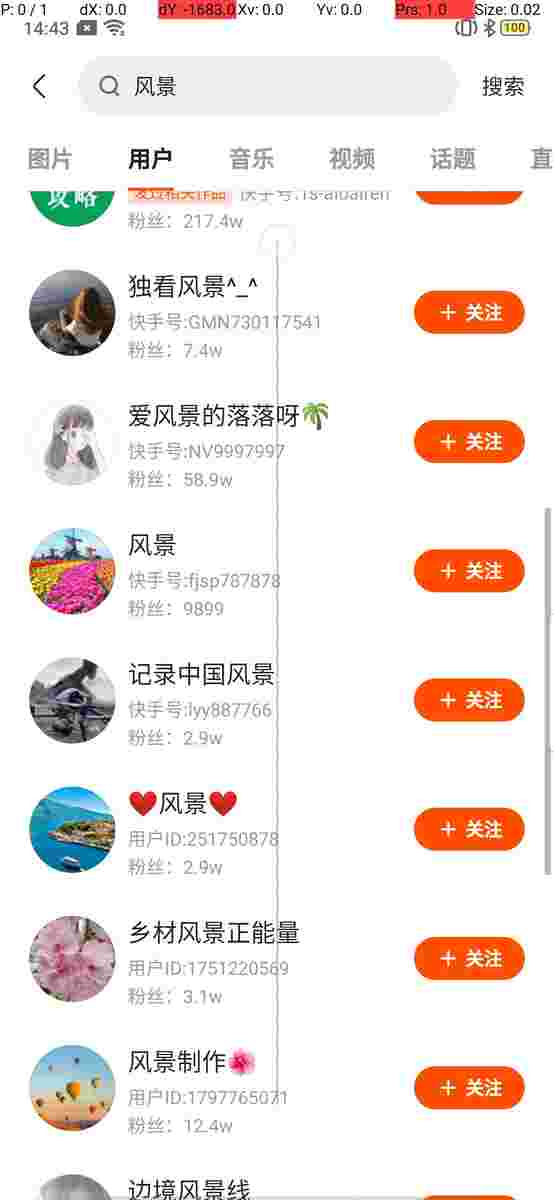 P: 0 / 1 dX: 0.0 dY: -1683.0 Xv: 0.0 Yv: 0.0 Prs: 1.0 Size: 0.02
14:43 100
风景 搜索
图片 用户 音乐 视频 话题 直
攻略
发过相关作品 快手号:
粉丝：217.4w
独看风景^_^
快手号:GMN730117541
+ 关注
粉丝：7.4w
爱风景的落落呀🌴
快手号:NV9997997
+ 关注
粉丝：58.9w
风景
快手号:fjsp787878
+ 关注
粉丝：9899
记录中国风景
快手号:lyy887766
+ 关注
粉丝：2.9w
❤️风景❤️
用户ID:251750878
+ 关注
粉丝：2.9w
乡材风景正能量
用户ID:1751220569
+ 关注
粉丝：3.1w
风景制作🌺
用户ID:1797765071
+ 关注
粉丝：12.4w
边境风景线